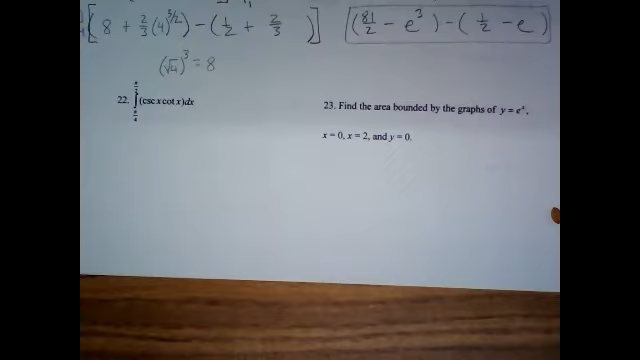 [8 + 2/3(4)^3/2) - (1/2 + 2/3 )]
(81/2 - e^3) - (1/2 - e)
(√4)^3 = 8
22. ∫(csc x cot x)dx
23. Find the area bounded by the graphs of y = e^x,
x = 0, x = 2, and y = 0.